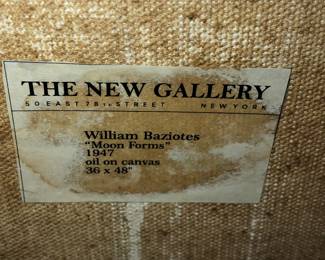 THE NEW GALLERY
50 EAST 78TH STREET NEW YORK
William Baziotes
"Moon Forms"
1947
oil on canvas
36 x 48"